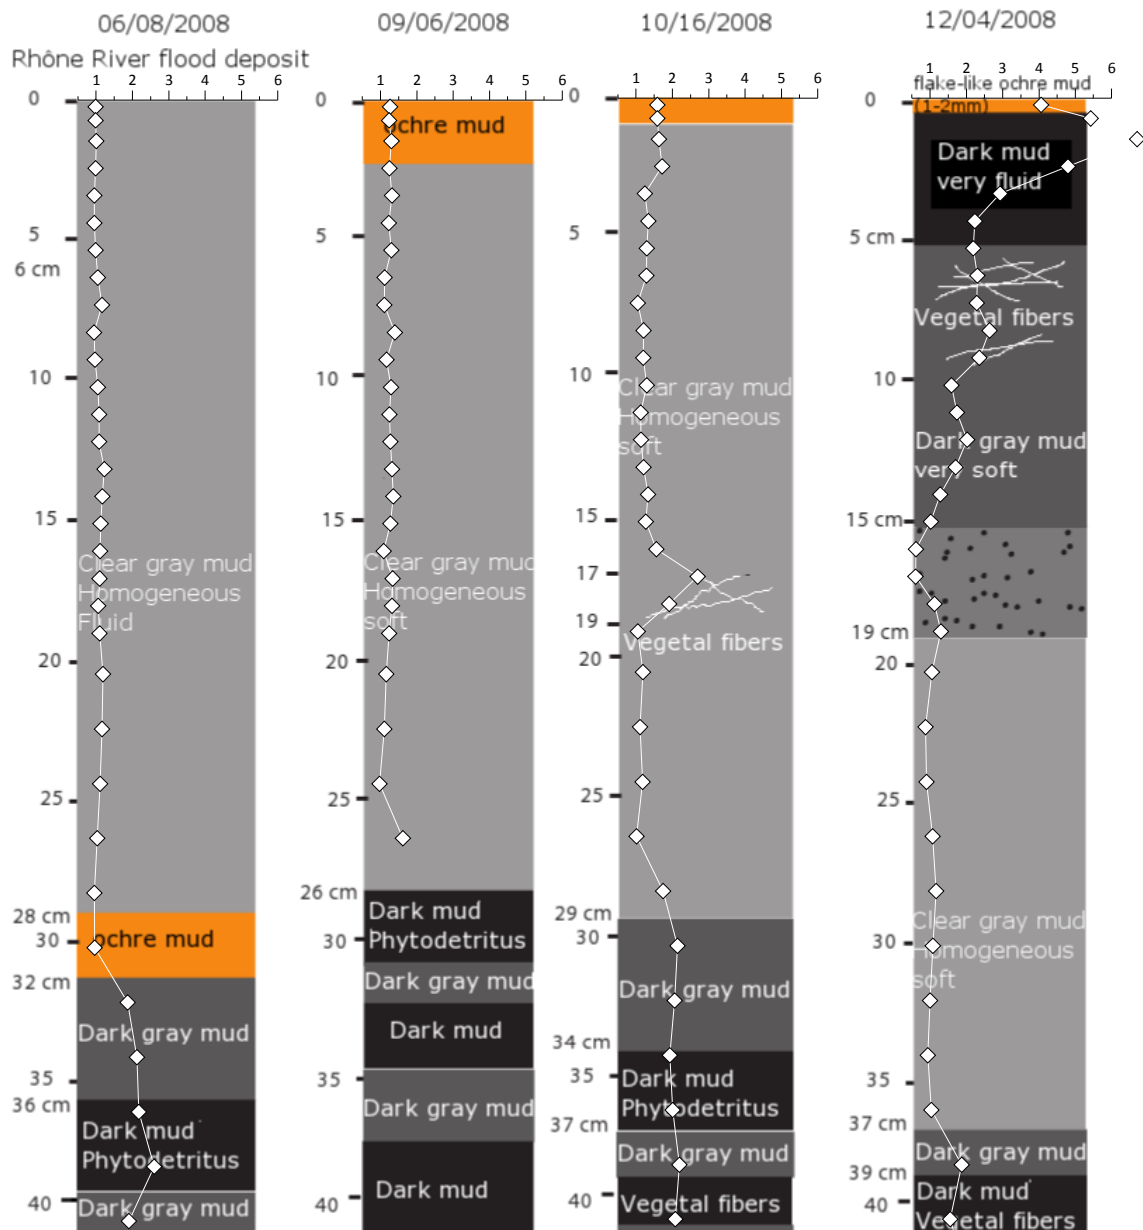 06/08/2008
09/06/2008
10/16/2008
12/04/2008
Rhône River flood deposit
1 2 3 4 5 6
1 2 3 4 5 6
1 2 3 4 5 6
1 2 3 4 5 6
0
5
6 cm
10
15
20
25
28 cm
30
32 cm
35
36 cm
40
Clear gray mud
Homogeneous
Fluid
ochre mud
Dark gray mud
Dark mud
Phytodetritus
Dark gray mud
0
5
10
15
20
25
26 cm
30
35
40
ochre mud
Clear gray mud
Homogeneous
soft
Dark mud
Phytodetritus
Dark gray mud
Dark mud
Dark gray mud
Dark mud
0
5
10
15
17
19
20
25
29 cm
30
34 cm
35
37 cm
40
Clear gray mud
Homogeneous
soft
Vegetal fibers
Dark gray mud
Dark mud
Phytodetritus
Dark gray mud
Vegetal fibers
0
5 cm
10
15 cm
19 cm
20
25
30
35
37 cm
39 cm
40
flake-like ochre mud
(1-2mm)
Dark mud
very fluid
Vegetal fibers
Dark gray mud
very soft
Clear gray mud
Homogeneous
soft
Dark gray mud
Dark mud
Vegetal fibers